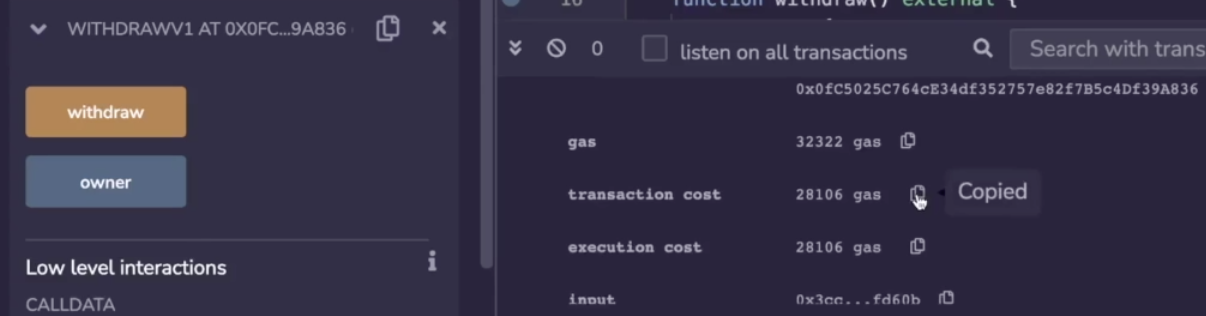 WITHDRAWV1 AT 0X0FC...9A836
withdraw
owner
Low level interactions
i
CALLDATA
16
function withdraw() external {
0
listen on all transactions
Search with trans
0x0fC5025C764cE34df352757e82f7B5c4Df39A836
gas 32322 gas
transaction cost 28106 gas
Copied
execution cost 28106 gas
input 0x3cc...fd60b